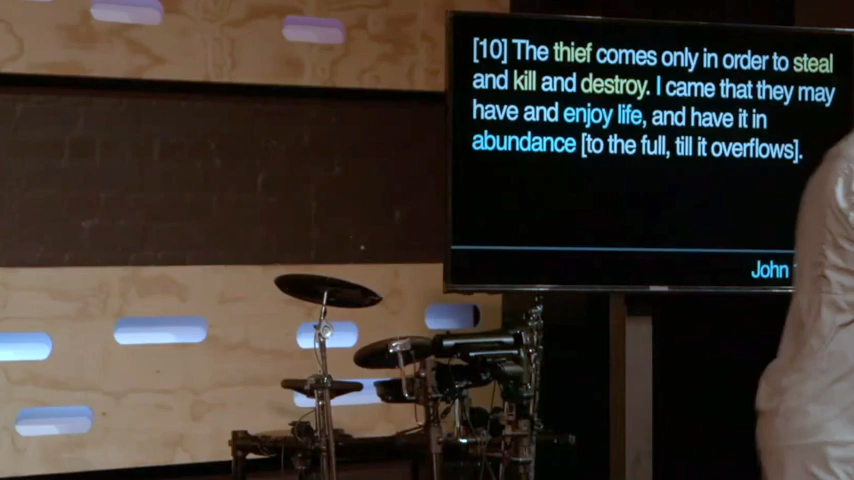 [10] The thief comes only in order to steal
and kill and destroy. I came that they may
have and enjoy life, and have it in
abundance [to the full, till it overflows].
John